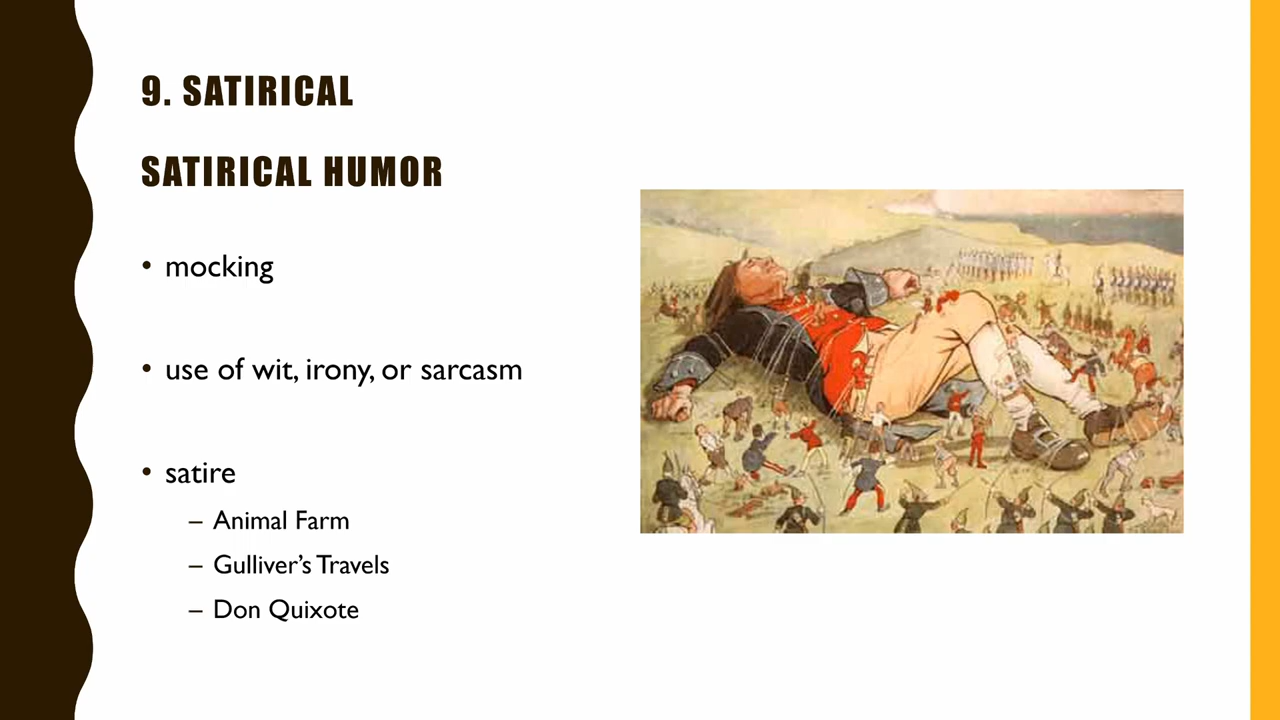 9. SATIRICAL
SATIRICAL HUMOR
• mocking
• use of wit, irony, or sarcasm
• satire
– Animal Farm
– Gulliver’s Travels
– Don Quixote